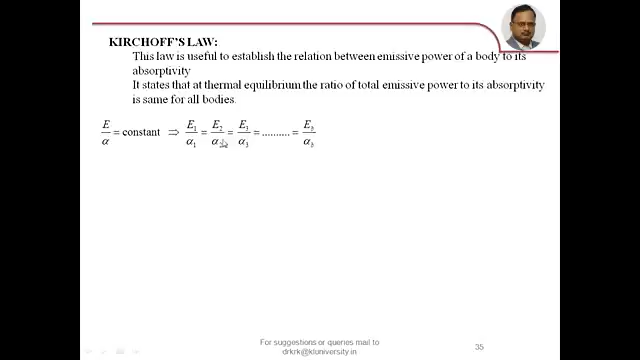 KIRCHOFF'S LAW:
This law is useful to establish the relation between emissive power of a body to its
absorptivity
It states that at thermal equilibrium the ratio of total emissive power to its absorptivity
is same for all bodies.
E/α = constant ⇒ E₁/α₁ = E₂/α₂ = E₃/α₃ = .......... = E_b/α_b
For suggestions or queries mail to
drkrk@kluniversity.in
35